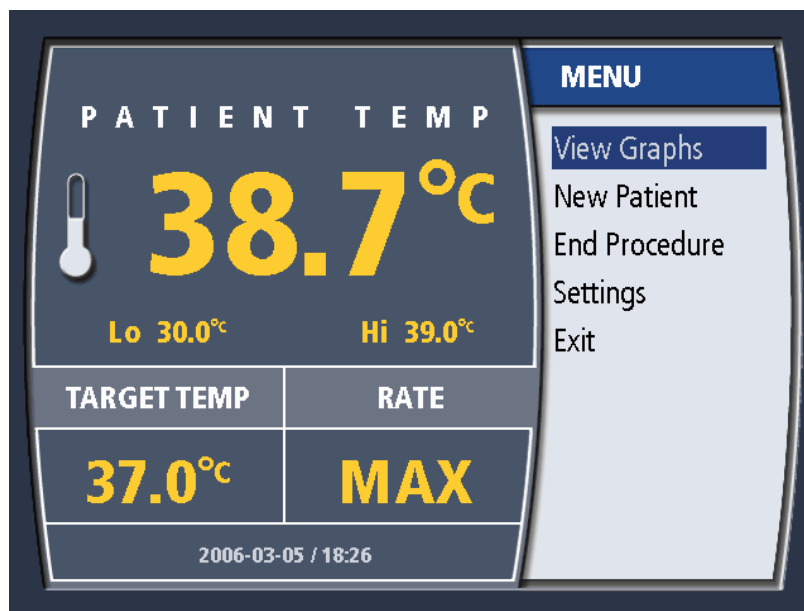 PATIENT TEMP
38.7°C
Lo 30.0°C Hi 39.0°C
TARGET TEMP RATE
37.0°C MAX
2006-03-05 / 18:26
MENU
View Graphs
New Patient
End Procedure
Settings
Exit